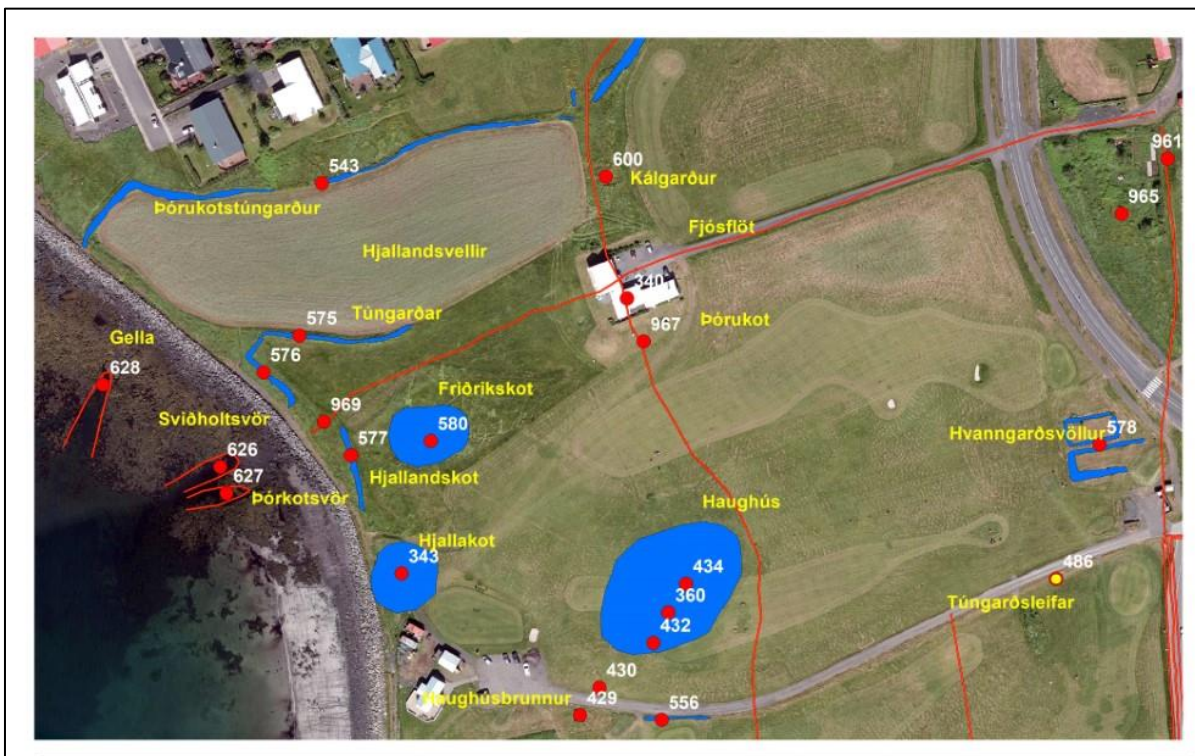 961
543
600
Kálgarður
965
Þórukotstúngarður
Fjósflöt
Hjallandsvellir
340
Túngarðar
575
967
Þórukot
Gella
628
576
Friðrikskot
969
580
Sviðholtsvör
577
578
Hvanngarðsvöllur
626
Hjallandskot
627
Þórkotsvör
Haughús
Hjallakot
343
434
486
360
Túngarðsleifar
432
430
Haughúsbrunnur
429
556